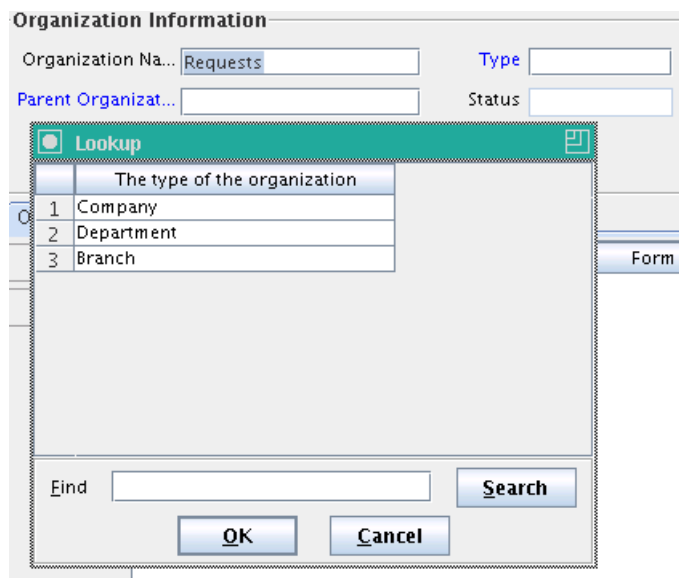 Organization Information
Organization Na... Requests Type
Parent Organizat... Status
Lookup
The type of the organization
1 Company
2 Department
3 Branch
O
Form
Find Search
OK Cancel